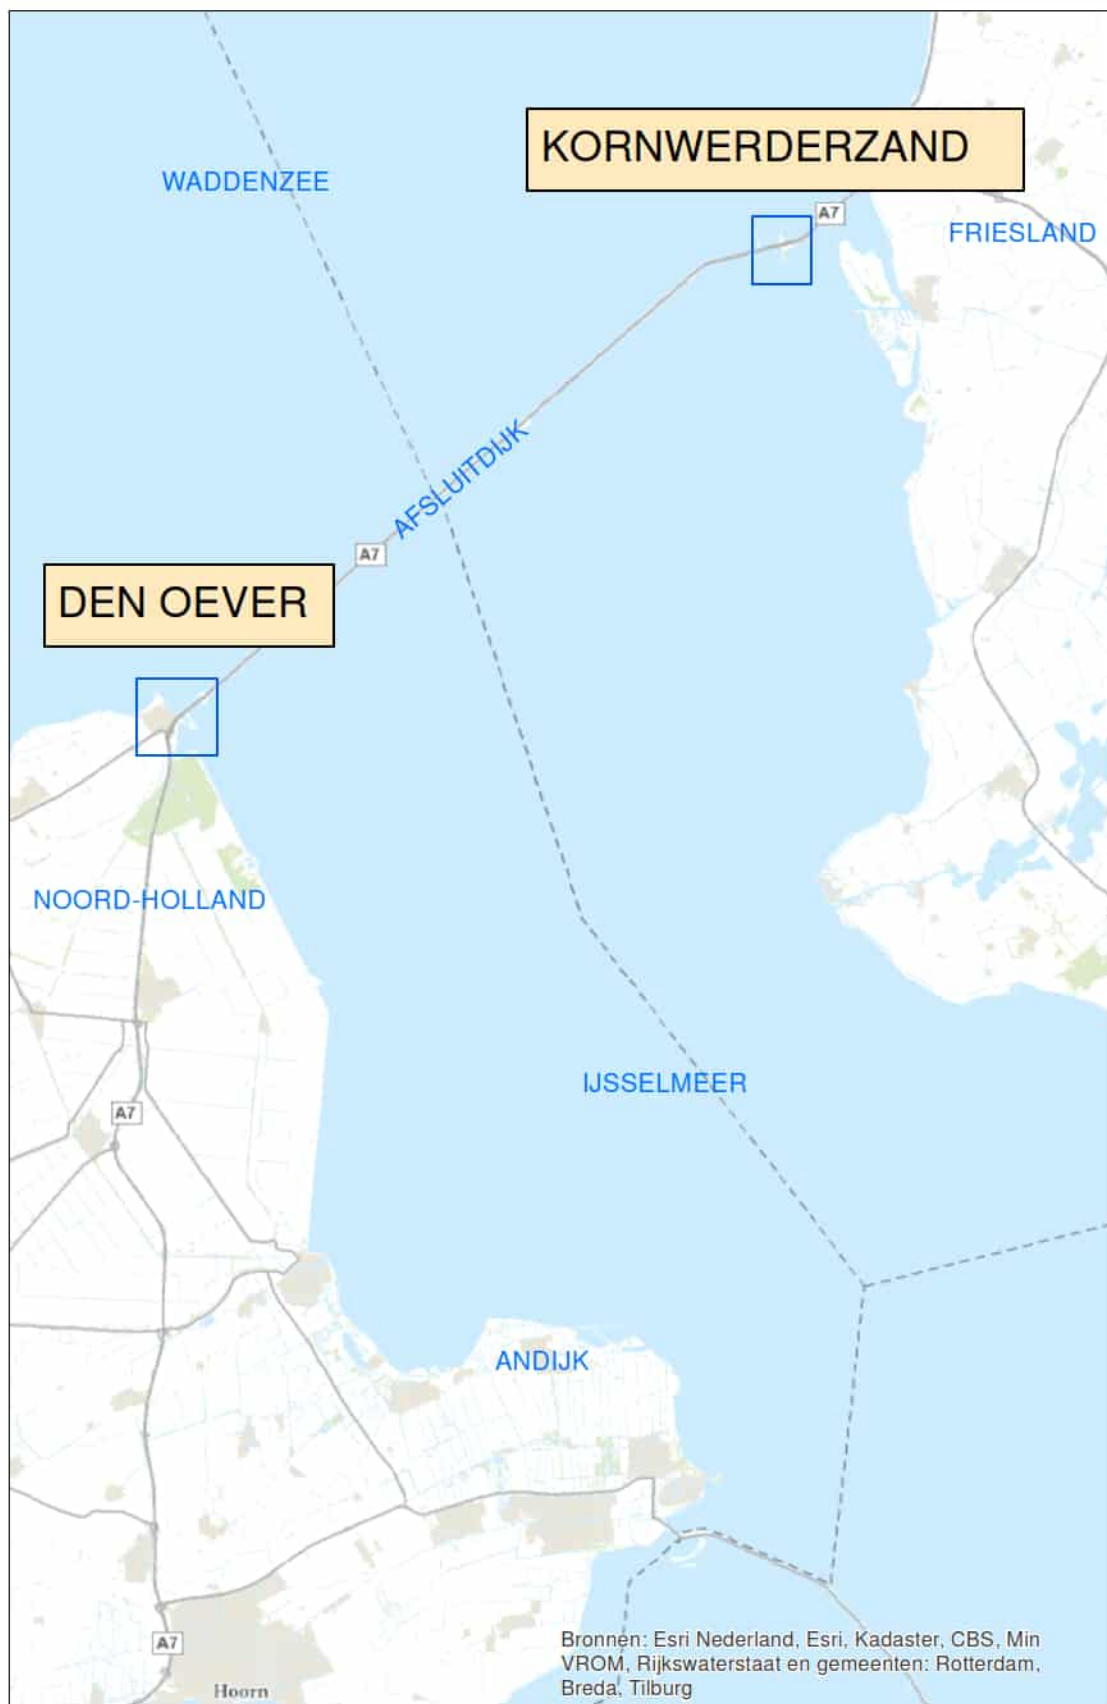 KORNWERDERZAND
WADDENZEE
A7
FRIESLAND
AFSLUITDIJK
A7
DEN OEVER
NOORD-HOLLAND
IJSSELMEER
A7
ANDIJK
Bronnen: Esri Nederland, Esri, Kadaster, CBS, Min
VROM, Rijkswaterstaat en gemeenten: Rotterdam,
Breda, Tilburg
A7
Hoorn